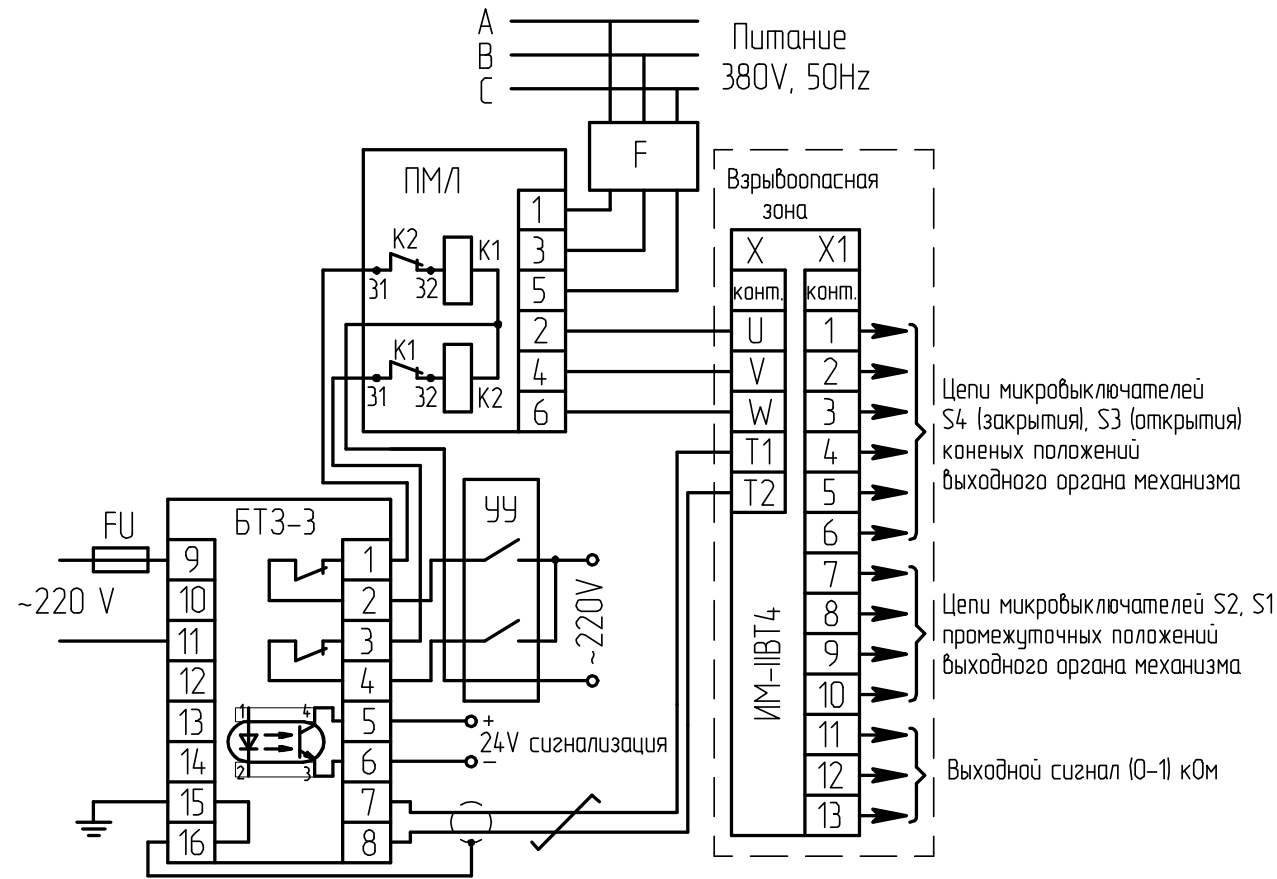 A
B
C
Питание
380V, 50Hz
F
ПМЛ
1
3
5
2
4
6
K2
K1
31
32
K1
K2
31
32
Взрывоопасная
зона
X
X1
конт.
конт.
U
V
W
T1
T2
1
2
3
4
5
6
7
8
9
10
11
12
13
ИМ-IIВТ4
Цепи микровыключателей
S4 (закрытия), S3 (открытия)
коненых положений
выходного органа механизма
Цепи микровыключателей S2, S1
промежуточных положений
выходного органа механизма
Выходной сигнал (0-1) кОм
FU
~220 V
БТЗ-3
9
10
11
12
13
14
15
16
1
2
3
4
5
6
7
8
1
4
2
3
УУ
~220V
+
24V сигнализация
-